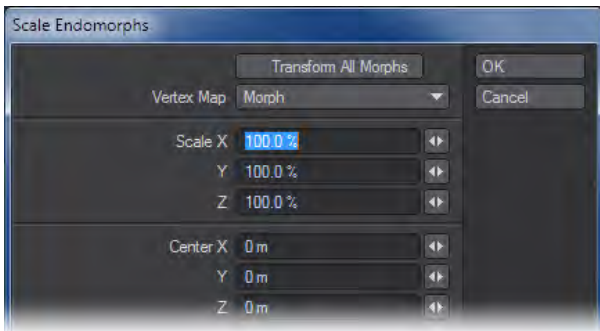 Scale Endomorphs
Transform All Morphs
OK
Vertex Map Morph
Cancel
Scale X 100.0 %
Y 100.0 %
Z 100.0 %
Center X 0 m
Y 0 m
Z 0 m